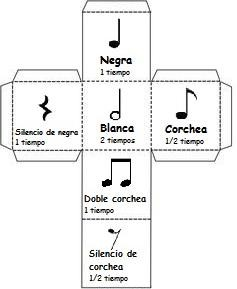 Negra
1 tiempo
Silencio de negra
1 tiempo
Blanca
2 tiempos
Corchea
1/2 tiempo
Doble corchea
1 tiempo
Silencio de
corchea
1/2 tiempo